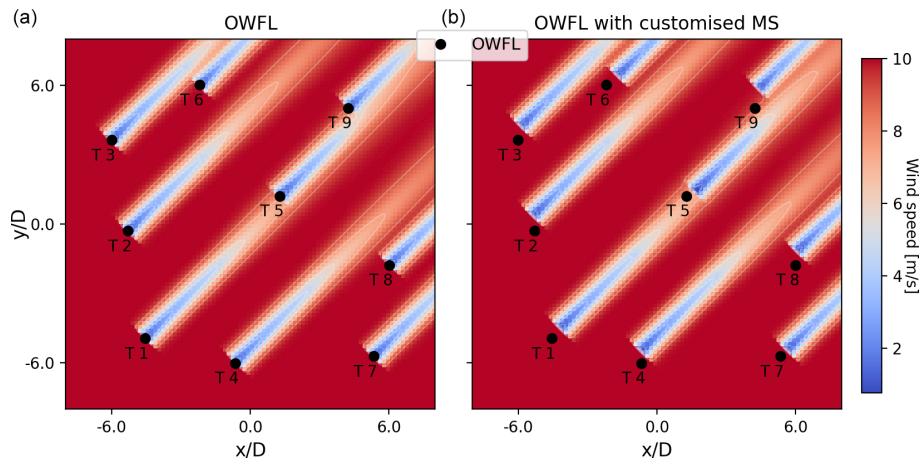 (a)
OWFL
(b)
OWFL with customised MS
OWFL
y/D
6.0
0.0
-6.0
T 6
T 3
T 9
T 5
T 2
T 8
T 1
T 4
T 7
-6.0
0.0
6.0
x/D
T 6
T 3
T 9
T 5
T 2
T 8
T 1
T 4
T 7
-6.0
0.0
6.0
x/D
10
8
6
4
2
Wind speed [m/s]